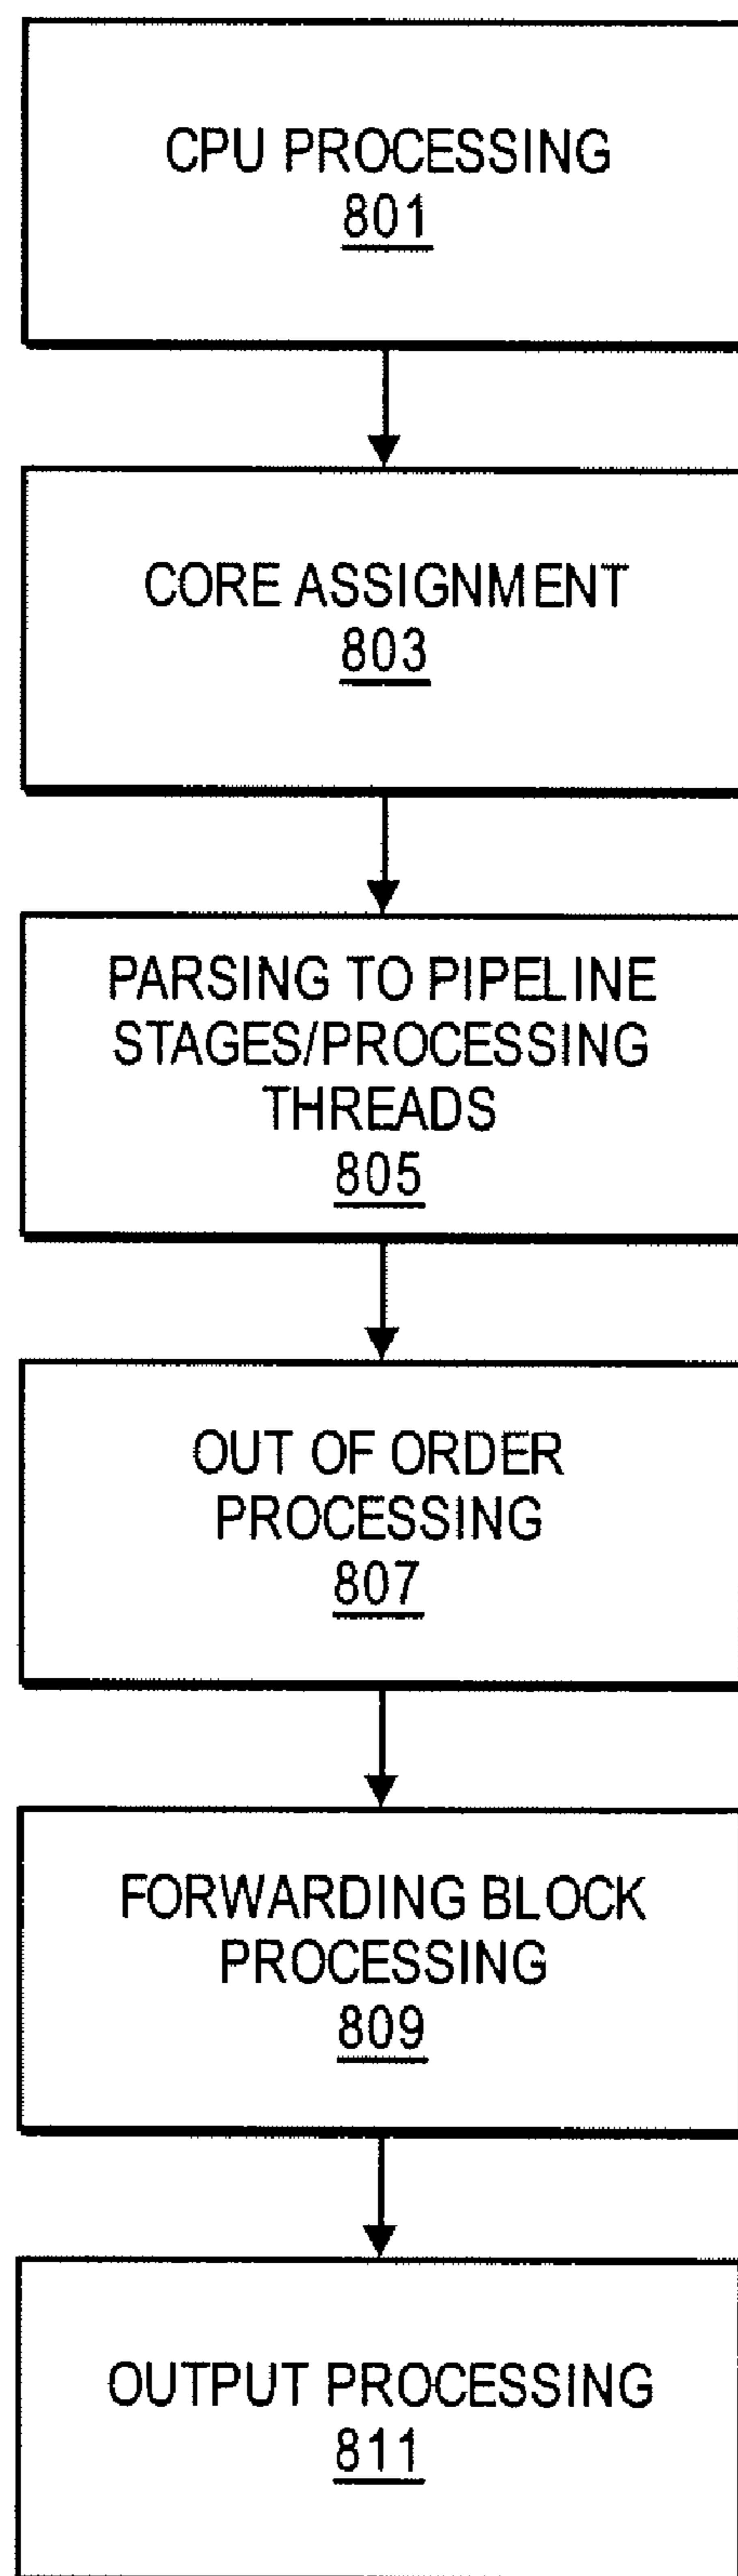 CPU PROCESSING
801
CORE ASSIGNMENT
803
PARSING TO PIPELINE
STAGES/PROCESSING
THREADS
805
OUT OF ORDER
PROCESSING
807
FORWARDING BLOCK
PROCESSING
809
OUTPUT PROCESSING
811